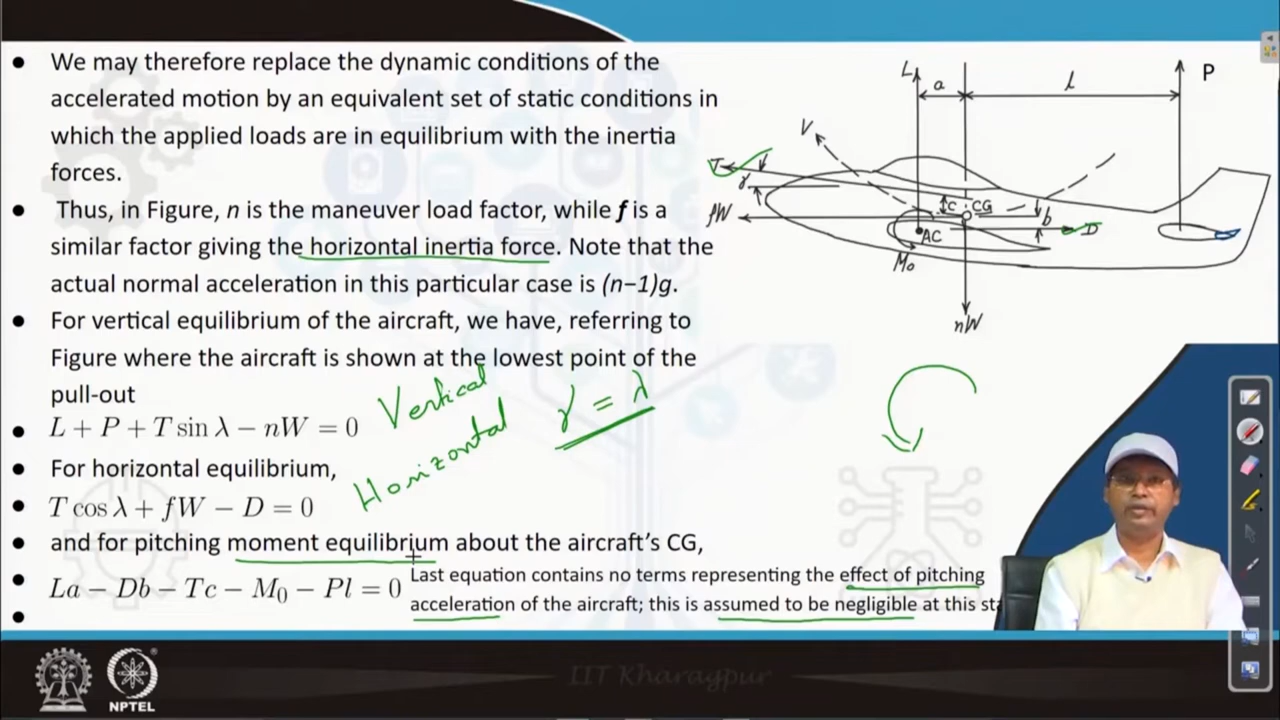 We may therefore replace the dynamic conditions of the
accelerated motion by an equivalent set of static conditions in
which the applied loads are in equilibrium with the inertia
forces.
Thus, in Figure, n is the maneuver load factor, while f is a
similar factor giving the horizontal inertia force. Note that the
actual normal acceleration in this particular case is (n−1)g.
For vertical equilibrium of the aircraft, we have, referring to
Figure where the aircraft is shown at the lowest point of the
pull-out
L + P + T sin λ − nW = 0
For horizontal equilibrium,
T cos λ + fW − D = 0
and for pitching moment equilibrium about the aircraft's CG,
La − Db − Tc − M₀ − Pl = 0
Last equation contains no terms representing the effect of pitching
acceleration of the aircraft; this is assumed to be negligible at this sta
Vertical
Horizontal
γ = λ
L
a
l
P
V
T
γ
fW
C
CG
b
D
AC
M₀
nW
IIT Kharagpur
NPTEL